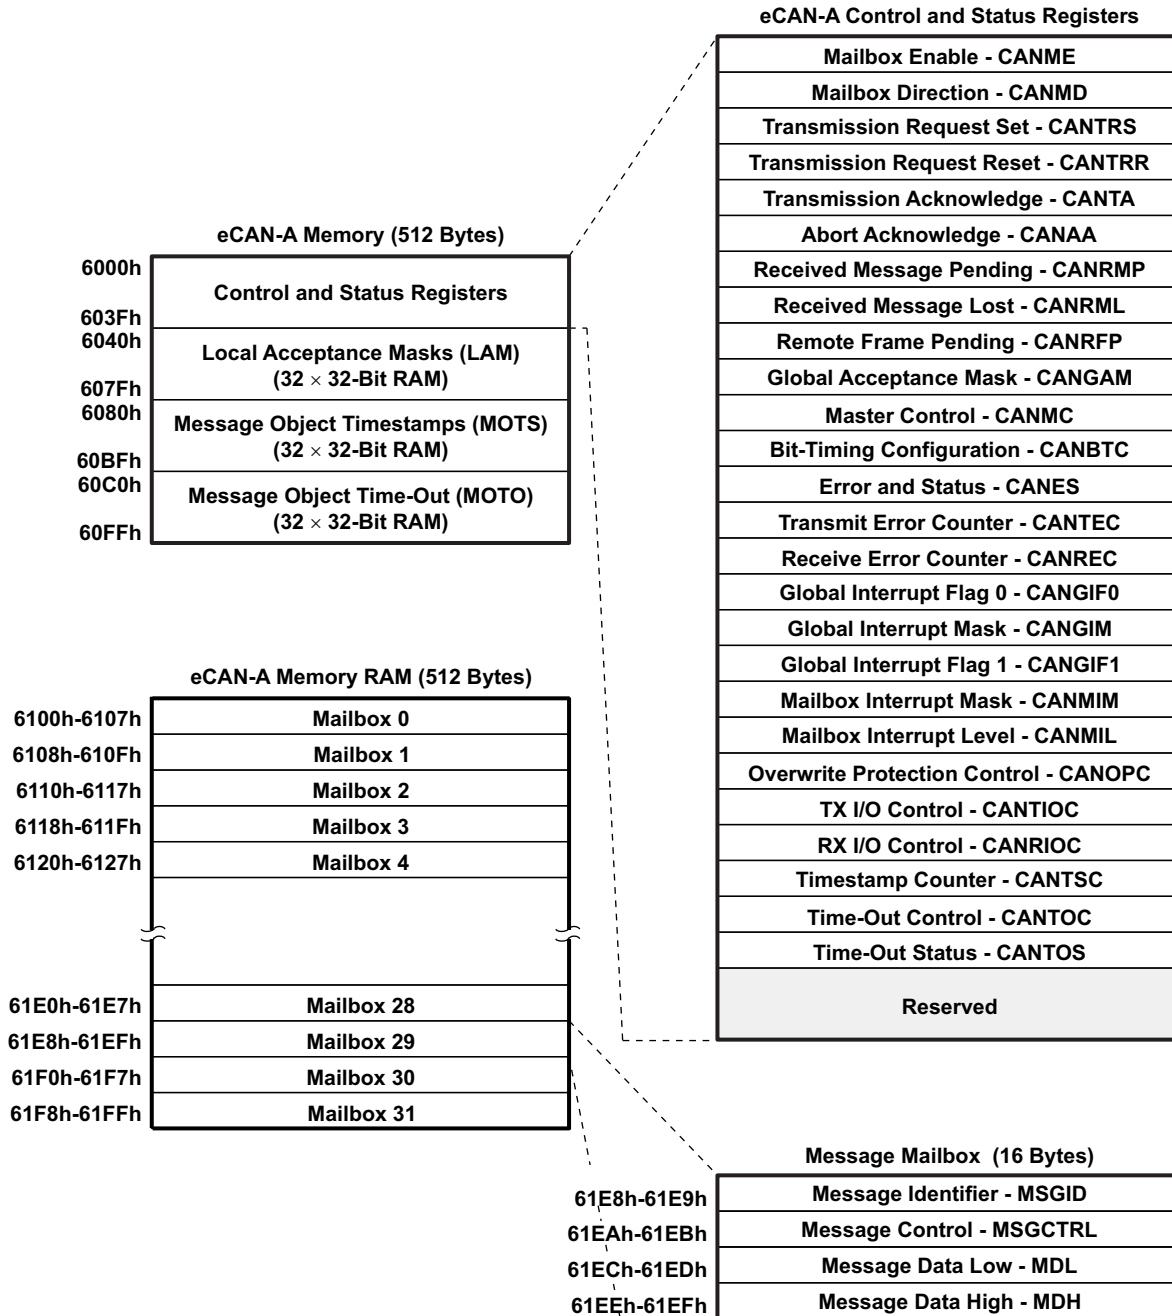 eCAN-A Control and Status Registers
Mailbox Enable - CANME
Mailbox Direction - CANMD
Transmission Request Set - CANTRS
Transmission Request Reset - CANTRR
Transmission Acknowledge - CANTA
Abort Acknowledge - CANAA
Received Message Pending - CANRMP
Received Message Lost - CANRML
Remote Frame Pending - CANRFP
Global Acceptance Mask - CANGAM
Master Control - CANMC
Bit-Timing Configuration - CANBTC
Error and Status - CANES
Transmit Error Counter - CANTEC
Receive Error Counter - CANREC
Global Interrupt Flag 0 - CANGIF0
Global Interrupt Mask - CANGIM
Global Interrupt Flag 1 - CANGIF1
Mailbox Interrupt Mask - CANMIM
Mailbox Interrupt Level - CANMIL
Overwrite Protection Control - CANOPC
TX I/O Control - CANTIOC
RX I/O Control - CANRIOC
Timestamp Counter - CANTSC
Time-Out Control - CANTOC
Time-Out Status - CANTOS
Reserved
eCAN-A Memory (512 Bytes)
6000h
Control and Status Registers
603Fh
6040h
Local Acceptance Masks (LAM)
(32 × 32-Bit RAM)
607Fh
6080h
Message Object Timestamps (MOTS)
(32 × 32-Bit RAM)
60BFh
60C0h
Message Object Time-Out (MOTO)
(32 × 32-Bit RAM)
60FFh
eCAN-A Memory RAM (512 Bytes)
6100h-6107h Mailbox 0
6108h-610Fh Mailbox 1
6110h-6117h Mailbox 2
6118h-611Fh Mailbox 3
6120h-6127h Mailbox 4
61E0h-61E7h Mailbox 28
61E8h-61EFh Mailbox 29
61F0h-61F7h Mailbox 30
61F8h-61FFh Mailbox 31
Message Mailbox (16 Bytes)
61E8h-61E9h Message Identifier - MSGID
61EAh-61EBh Message Control - MSGCTRL
61ECh-61EDh Message Data Low - MDL
61EEh-61EFh Message Data High - MDH